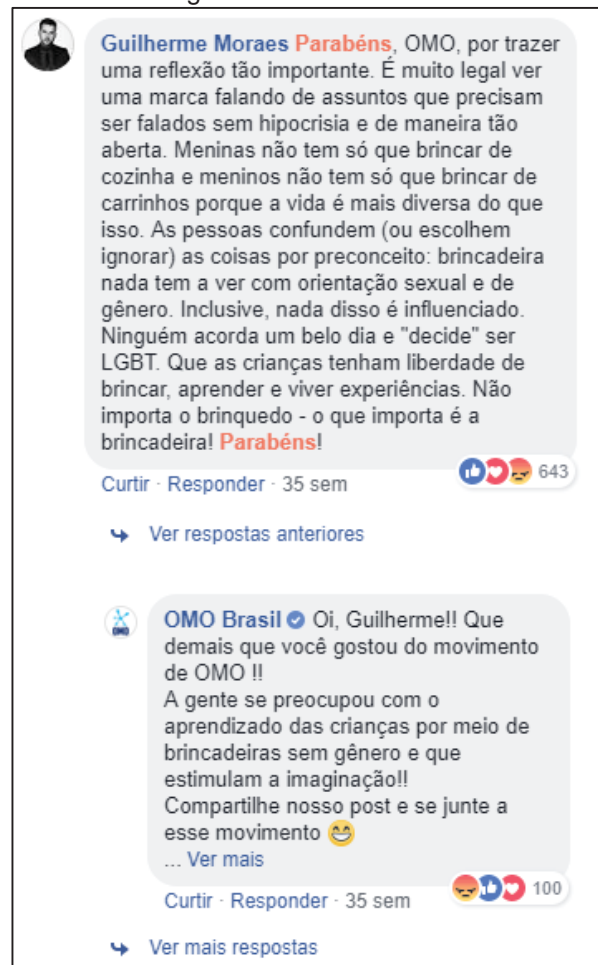 Guilherme Moraes Parabéns, OMO, por trazer
uma reflexão tão importante. É muito legal ver
uma marca falando de assuntos que precisam
ser falados sem hipocrisia e de maneira tão
aberta. Meninas não tem só que brincar de
cozinha e meninos não tem só que brincar de
carrinhos porque a vida é mais diversa do que
isso. As pessoas confundem (ou escolhem
ignorar) as coisas por preconceito: brincadeira
nada tem a ver com orientação sexual e de
gênero. Inclusive, nada disso é influenciado.
Ninguém acorda um belo dia e "decide" ser
LGBT. Que as crianças tenham liberdade de
brincar, aprender e viver experiências. Não
importa o brinquedo - o que importa é a
brincadeira! Parabéns!
643
Curtir · Responder · 35 sem
Ver respostas anteriores
OMO
OMO Brasil Oi, Guilherme!! Que
demais que você gostou do movimento
de OMO !!
A gente se preocupou com o
aprendizado das crianças por meio de
brincadeiras sem gênero e que
estimulam a imaginação!!
Compartilhe nosso post e se junte a
esse movimento 😁
... Ver mais
100
Curtir · Responder · 35 sem
Ver mais respostas